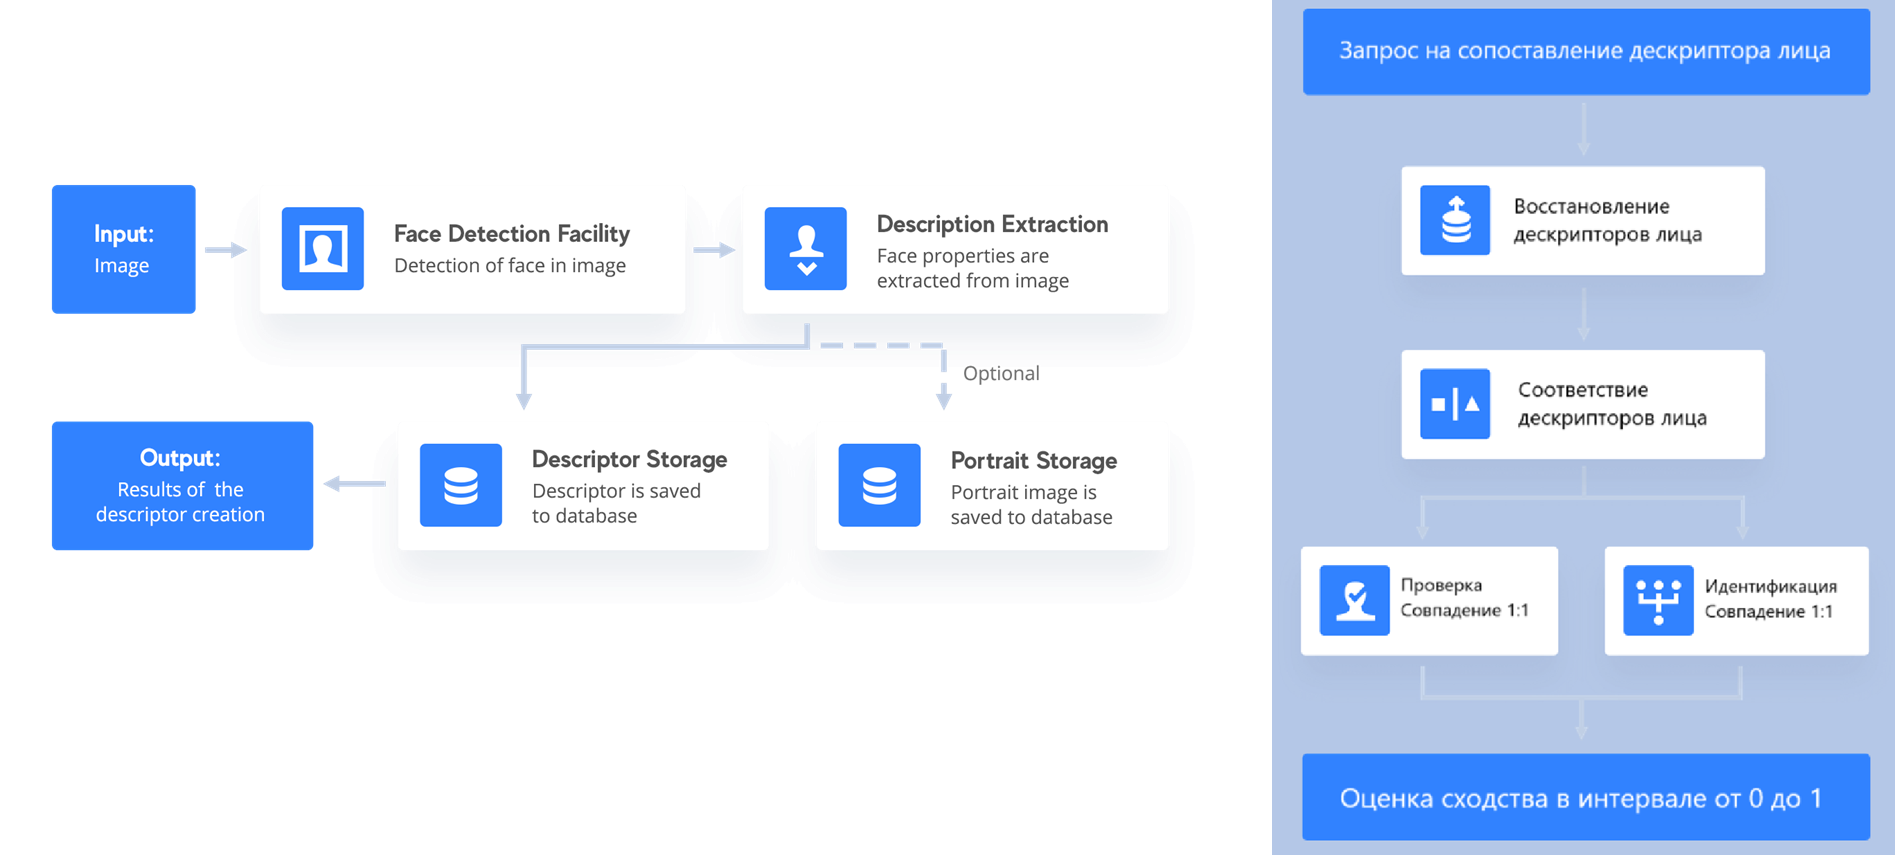 Input:
Image
Face Detection Facility
Detection of face in image
Description Extraction
Face properties are
extracted from image
Optional
Output:
Results of the
descriptor creation
Descriptor Storage
Descriptor is saved
to database
Portrait Storage
Portrait image is
saved to database
Запрос на сопоставление дескриптора лица
Восстановление
дескрипторов лица
Соответствие
дескрипторов лица
Проверка
Совпадение 1:1
Идентификация
Совпадение 1:1
Оценка сходства в интервале от 0 до 1